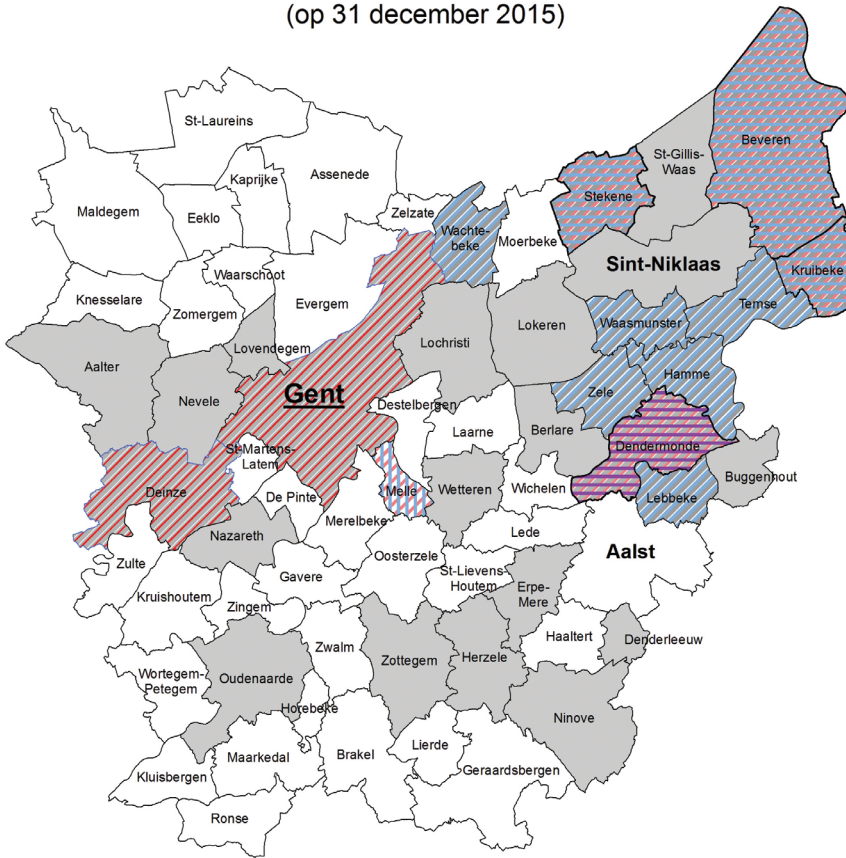 (op 31 december 2015)
St-Laureins
Beveren
St-Gillis-
Waas
Assenede
Kaprijke
Stekene
Maldegem
Eeklo
Zelzate
Wachte-
beke
Moerbeke
Sint-Niklaas
Kruibeke
Waarschoot
Knesselare
Evergem
Temse
Zomergem
Waasmunster
Lokeren
Lovendegem
Lochristi
Aalter
Hamme
Nevele
Gent
Zele
Destelbergen
Laarne
Berlare
Dendermonde
St-Martens-
Latem
Buggenhout
Deinze
Melle
Wetteren
Wichelen
Lebbeke
De Pinte
Merelbeke
Nazareth
Lede
Oosterzele
Aalst
Zulte
St-Lievens-
Houtem
Gavere
Erpe-
Mere
Kruishoutem
Zingem
Haaltert
Denderleeuw
Zwalm
Zottegem
Herzele
Wortegem-
Petegem
Oudenaarde
Horebeke
Ninove
Lierde
Brakel
Maarkedal
Geraardsbergen
Kluisbergen
Ronse